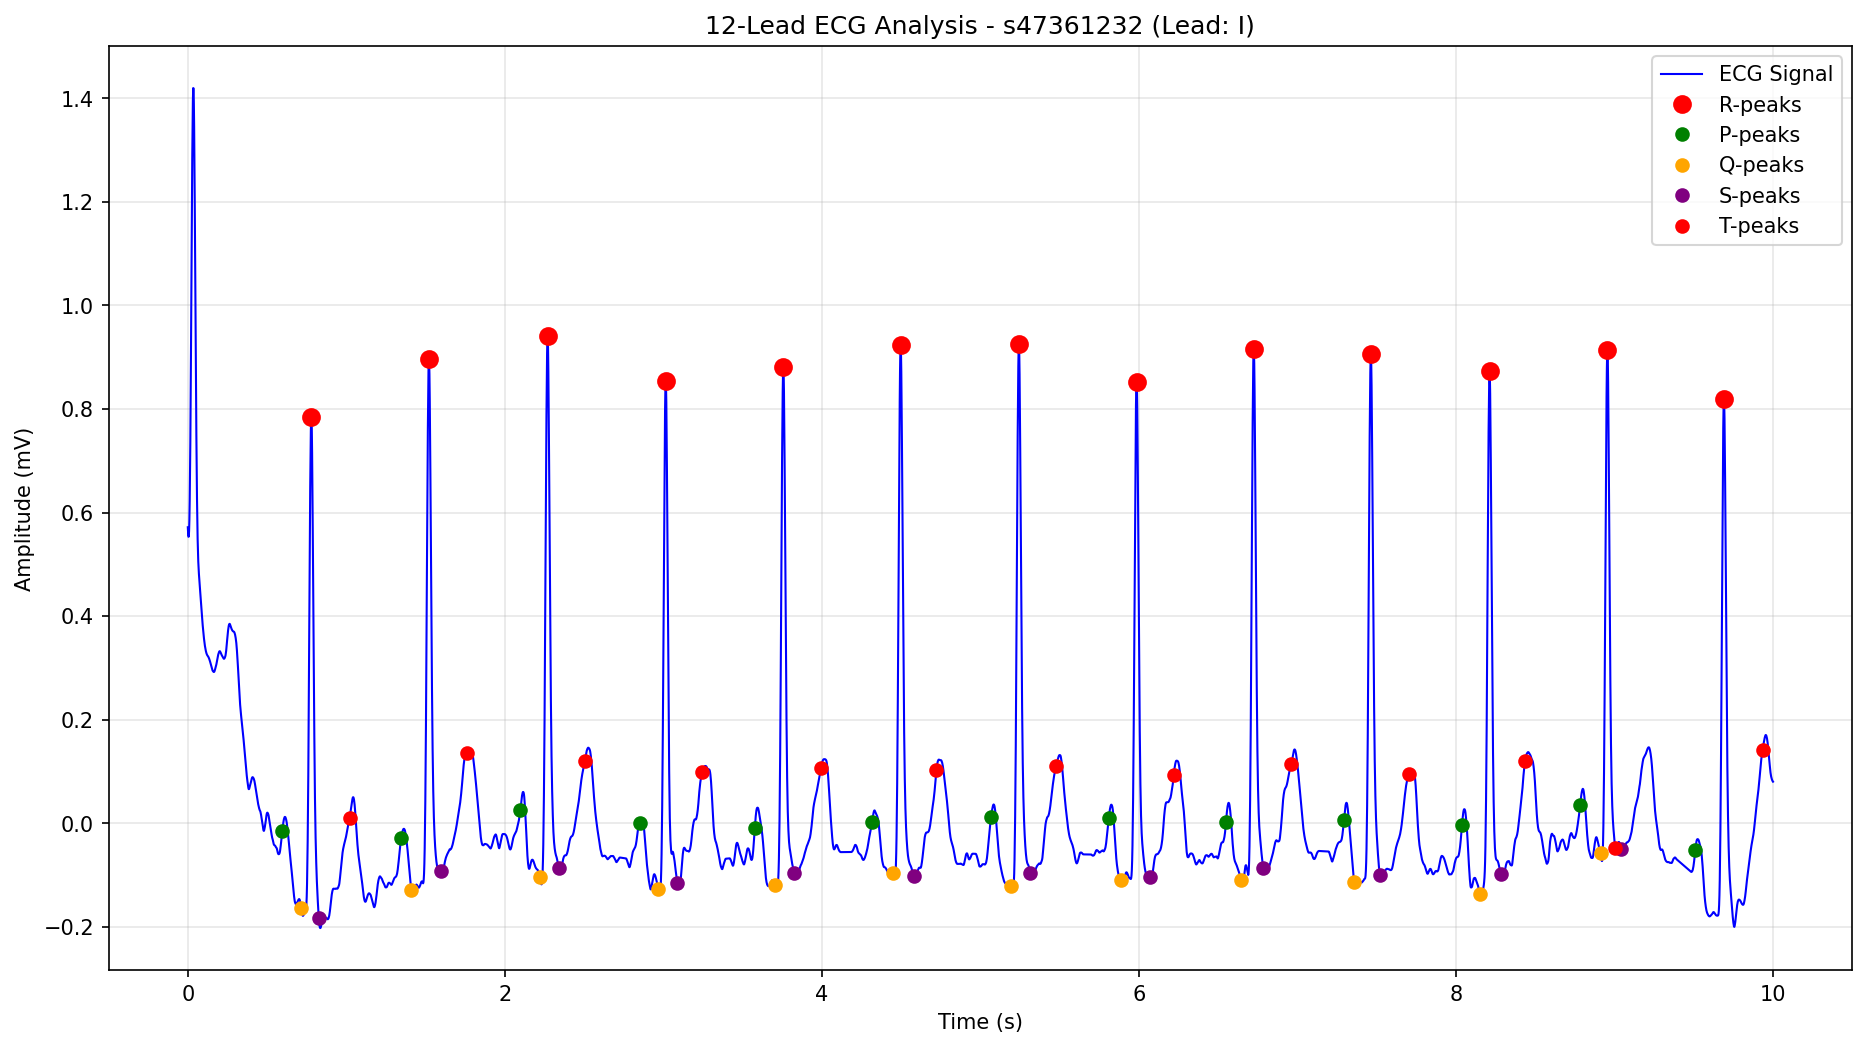 12-Lead ECG Analysis - s47361232 (Lead: I)
ECG Signal
R-peaks
P-peaks
Q-peaks
S-peaks
T-peaks
Amplitude (mV)
1.4
1.2
1.0
0.8
0.6
0.4
0.2
0.0
−0.2
0 2 4 6 8 10
Time (s)